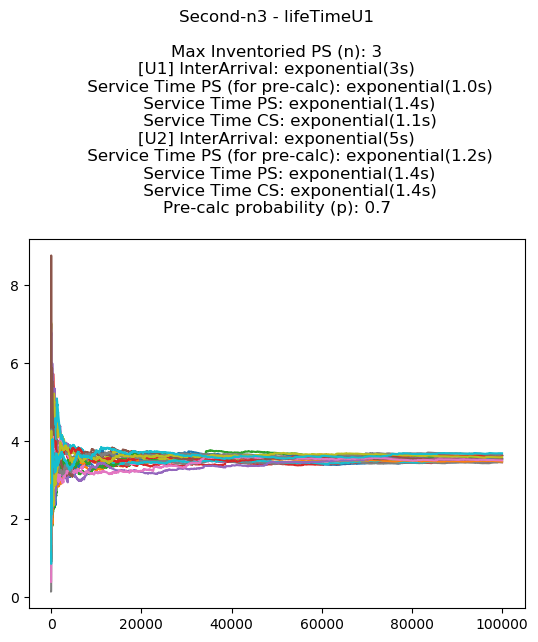 Second-n3 - lifeTimeU1
Max Inventoried PS (n): 3
[U1] InterArrival: exponential(3s)
Service Time PS (for pre-calc): exponential(1.0s)
Service Time PS: exponential(1.4s)
Service Time CS: exponential(1.1s)
[U2] InterArrival: exponential(5s)
Service Time PS (for pre-calc): exponential(1.2s)
Service Time PS: exponential(1.4s)
Service Time CS: exponential(1.4s)
Pre-calc probability (p): 0.7
8
6
4
2
0
0 20000 40000 60000 80000 100000